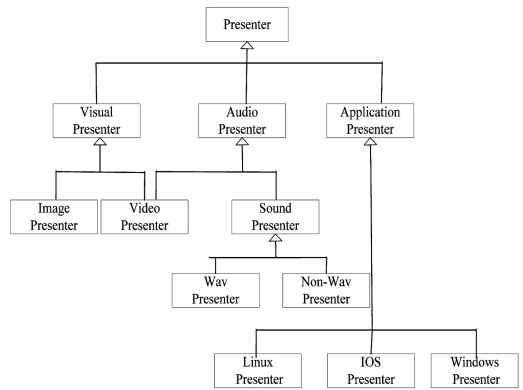 Presenter
Visual
Presenter
Audio
Presenter
Application
Presenter
Image
Presenter
Video
Presenter
Sound
Presenter
Wav
Presenter
Non-Wav
Presenter
Linux
Presenter
IOS
Presenter
Windows
Presenter